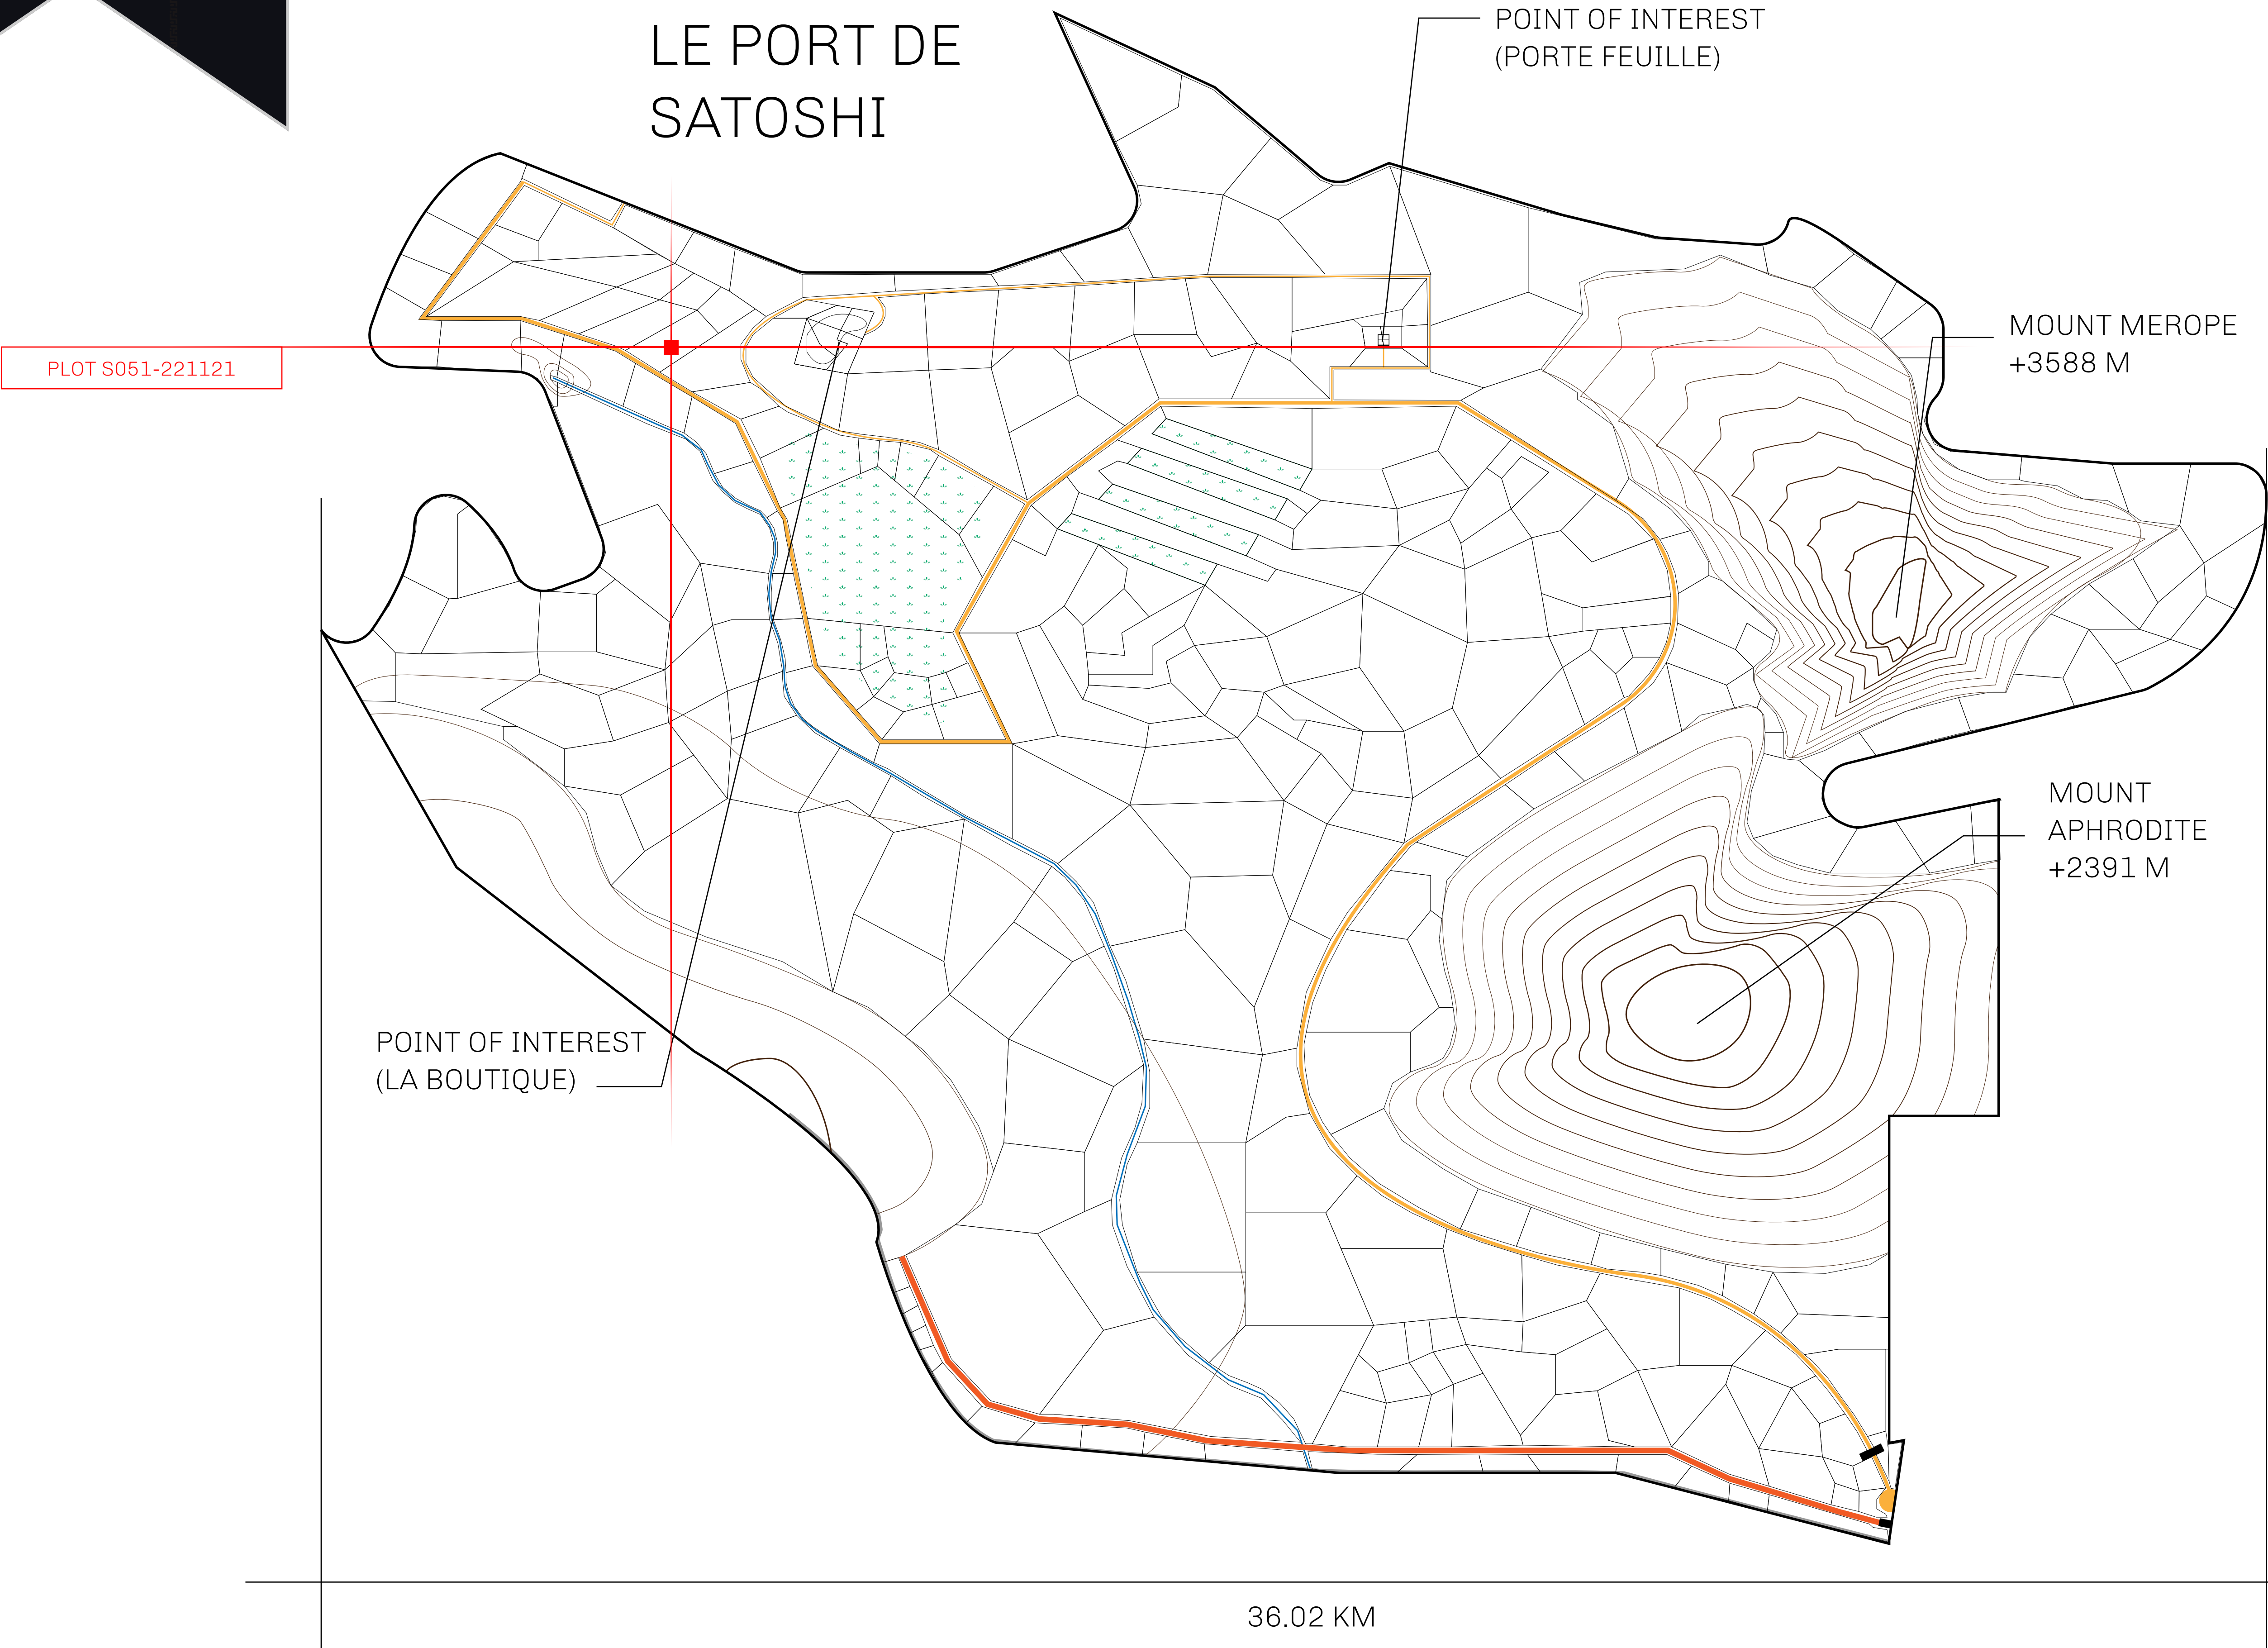 LE PORT DE
SATOSHI
POINT OF INTEREST
(PORTE FEUILLE)
MOUNT MEROPE
+3588 M
PLOT S051-221121
MOUNT
APHRODITE
+2391 M
POINT OF INTEREST
(LA BOUTIQUE)
36.02 KM